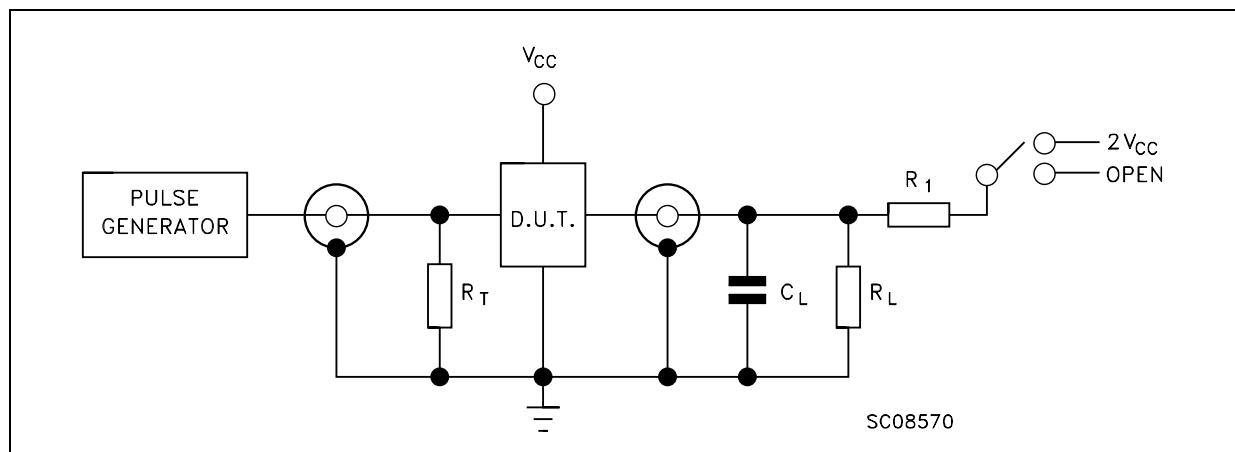 VCC
PULSE
GENERATOR
D.U.T.
RT
CL
RL
R1
2VCC
OPEN
SC08570